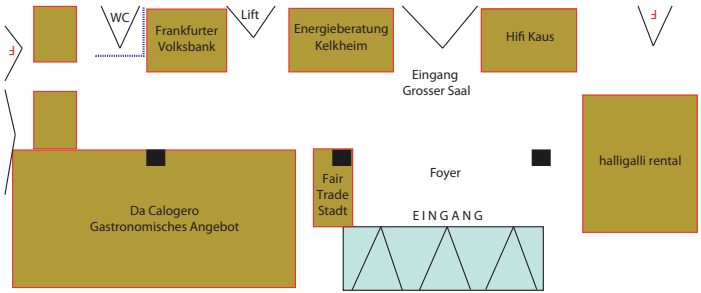 WC
Lift
F
Frankfurter
Volksbank
Energieberatung
Kelkheim
Hifi Kaus
F
Eingang
Grosser Saal
halligalli rental
Foyer
Fair
Trade
Stadt
Da Calogero
Gastronomisches Angebot
EINGANG